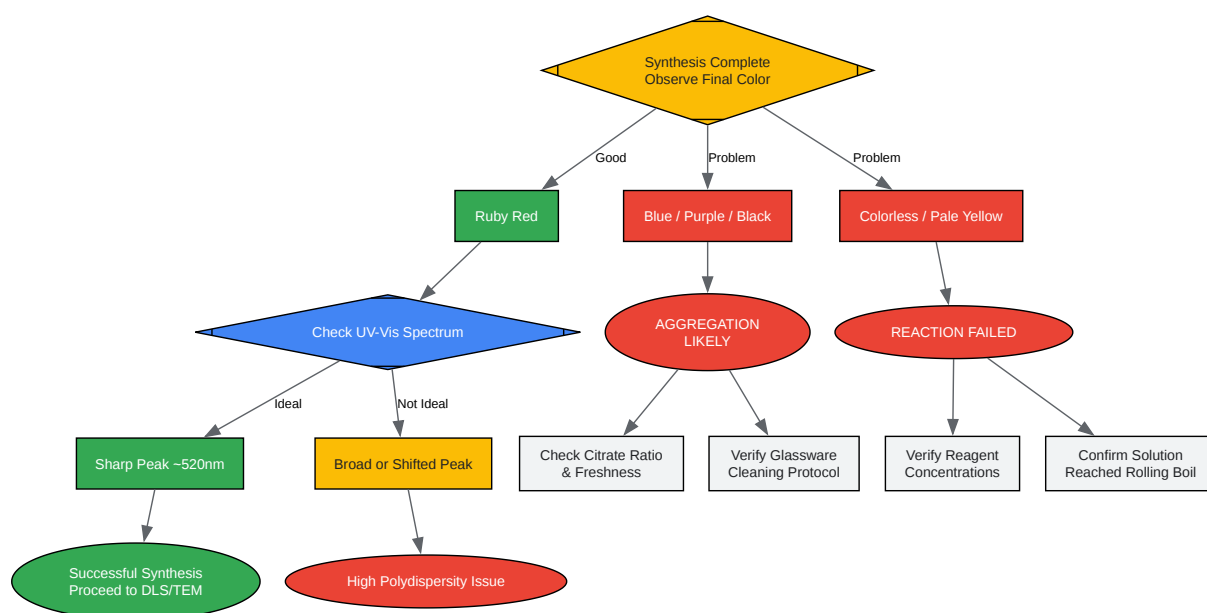 Synthesis Complete
Observe Final Color
Good
Problem
Problem
Ruby Red
Blue / Purple / Black
Colorless / Pale Yellow
Check UV-Vis Spectrum
AGGREGATION
LIKELY
REACTION FAILED
Ideal
Not Ideal
Sharp Peak ~520nm
Broad or Shifted Peak
Check Citrate Ratio
& Freshness
Verify Glassware
Cleaning Protocol
Verify Reagent
Concentrations
Confirm Solution
Reached Rolling Boil
Successful Synthesis
Proceed to DLS/TEM
High Polydispersity Issue